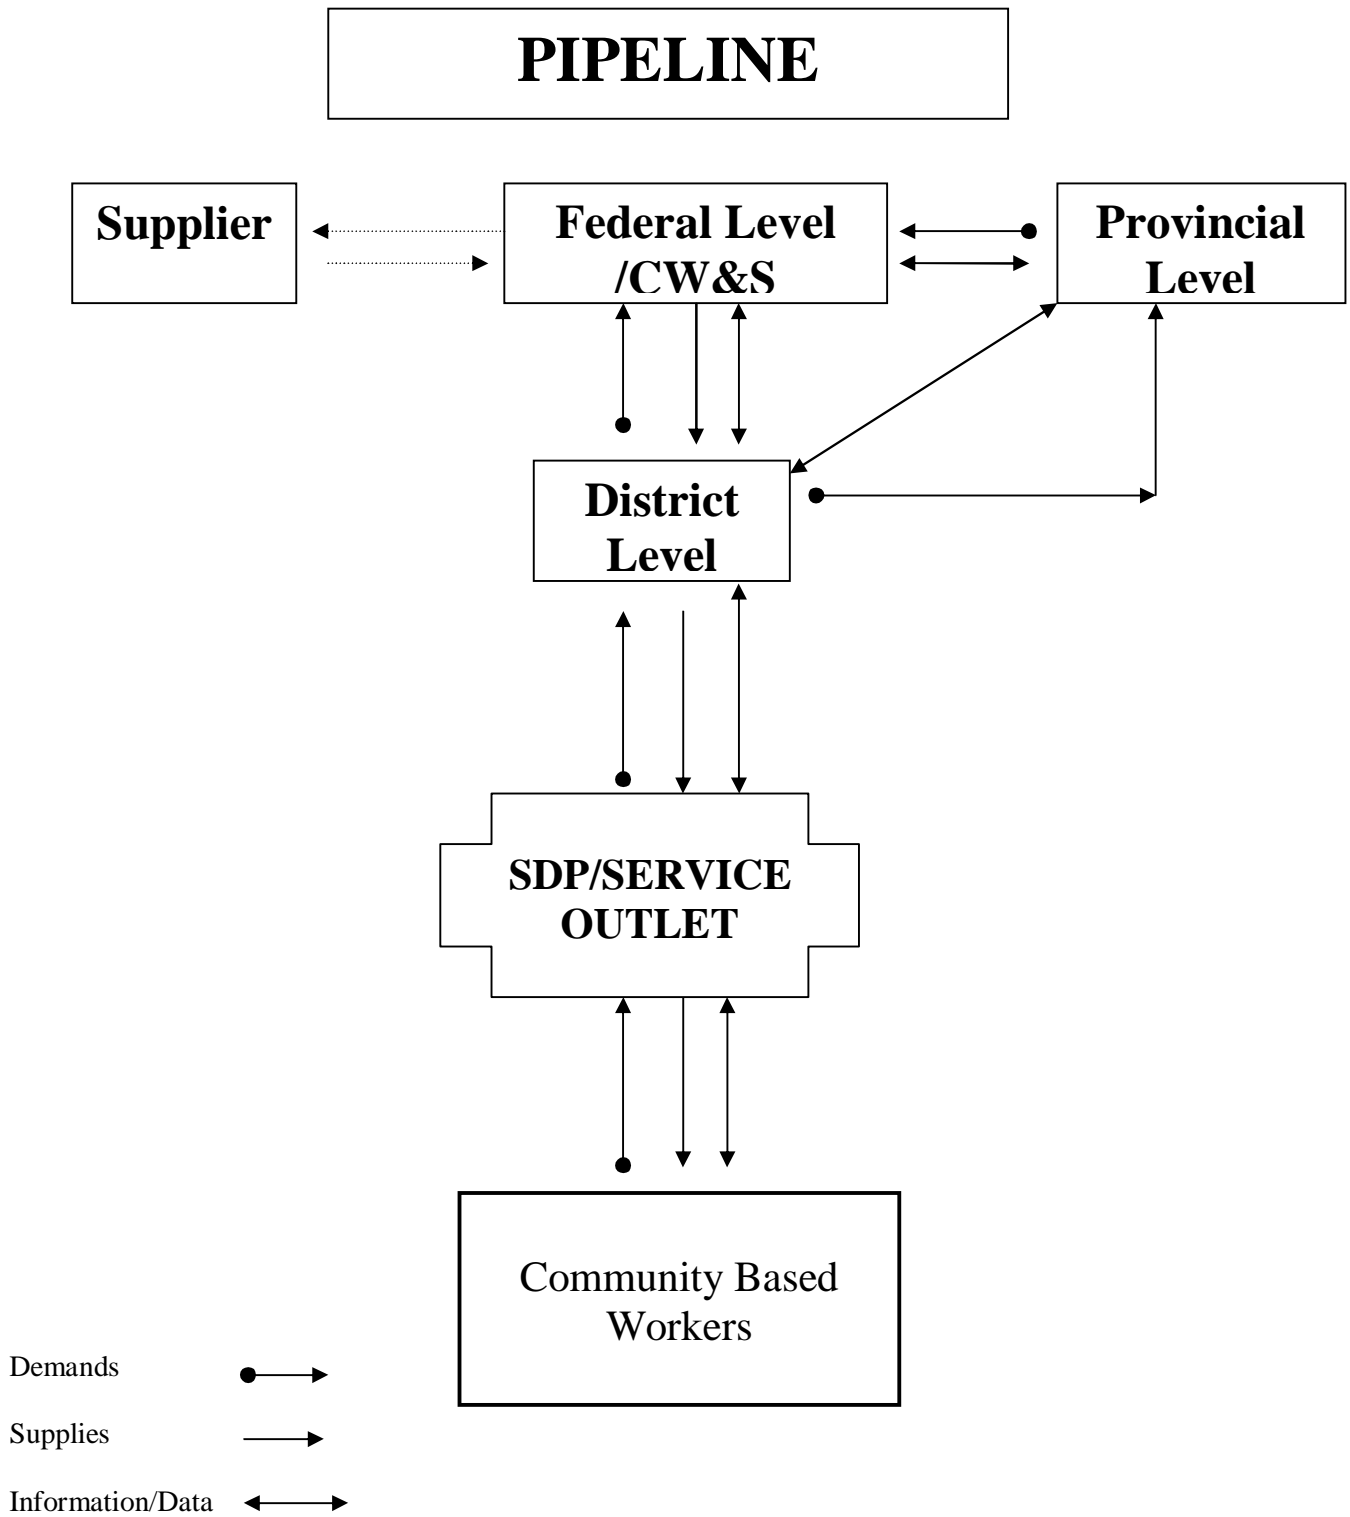 PIPELINE
Supplier
Federal Level
/CW&S
Provincial
Level
District
Level
SDP/SERVICE
OUTLET
Community Based
Workers
Demands
Supplies
Information/Data